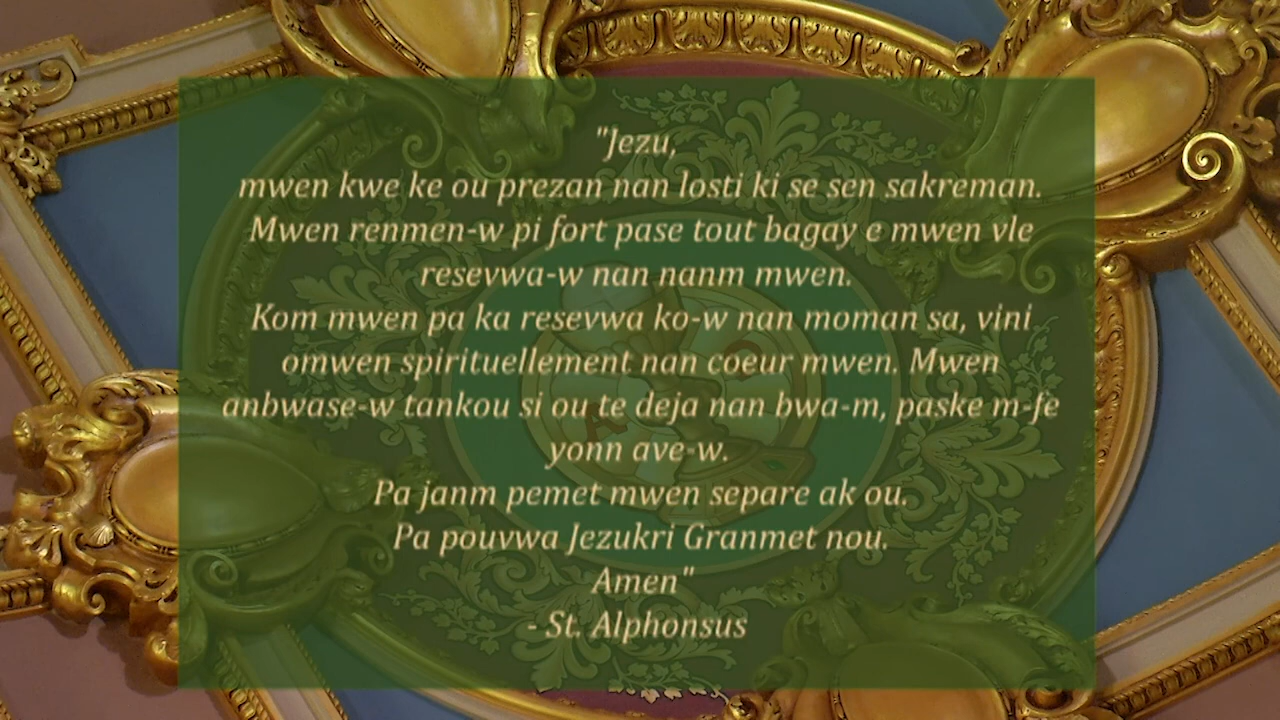 "Jezu,
mwen kwe ke ou prezan nan losti ki se sen sakreman.
Mwen renmen-w pi fort pase tout bagay e mwen vle
resevwa-w nan nanm mwen.
Kom mwen pa ka resevwa ko-w nan moman sa, vini
omwen spirituellement nan coeur mwen. Mwen
anbwase-w tankou si ou te deja nan bwa-m, paske m-fe
yonn ave-w.
Pa janm pemet mwen separe ak ou.
Pa pouvwa Jezukri Granmet nou.
Amen"
- St. Alphonsus